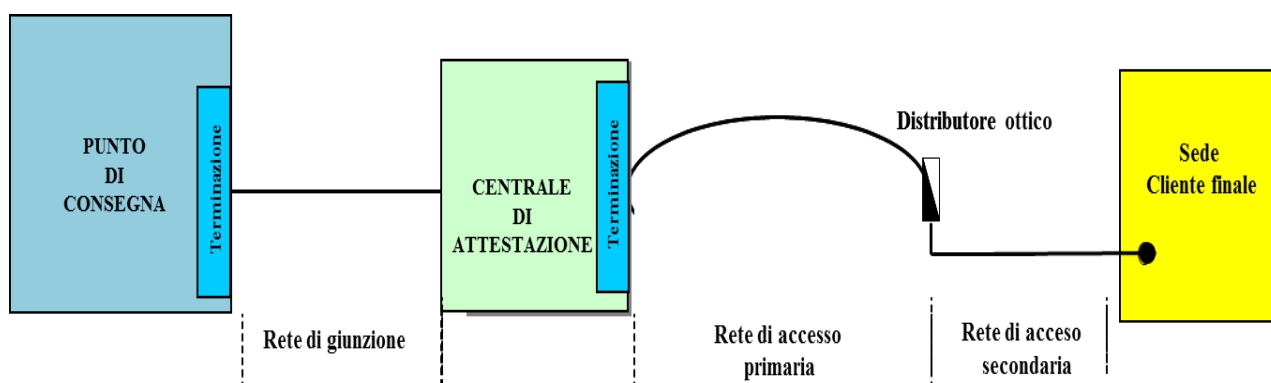 PUNTO
DI
CONSEGNA
Terminazione
CENTRALE
DI
ATTESTAZIONE
Terminazione
Distributore ottico
Sede
Cliente finale
Rete di giunzione
Rete di accesso
primaria
Rete di acceso
secondaria